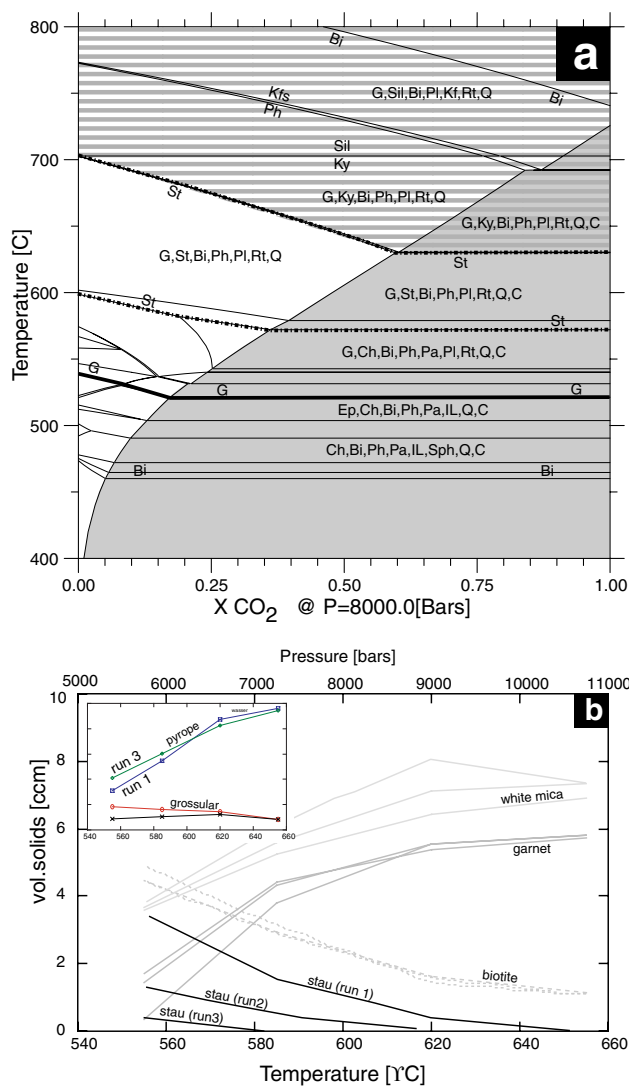 800
700
600
500
400
Temperature [C]
a
Bi
Bi
G,Sil,Bi,Pl,Kf,Rt,Q
Kfs
Ph
Sil
Ky
St
G,Ky,Bi,Ph,Pl,Rt,Q
G,Ky,Bi,Ph,Pl,Rt,Q,C
G,St,Bi,Ph,Pl,Rt,Q
St
St
G,St,Bi,Ph,Pl,Rt,Q,C
St
G,Ch,Bi,Ph,Pa,Pl,Rt,Q,C
G
G
G
Ep,Ch,Bi,Ph,Pa,IL,Q,C
Ch,Bi,Ph,Pa,IL,Sph,Q,C
Bi
Bi
0.00 0.25 0.50 0.75 1.00
X CO2 @ P=8000.0[Bars]
Pressure [bars]
5000 6000 7000 8000 9000 10000 11000
b
10
8
6
4
2
0
vol.solids [ccm]
run 3
pyrope
run 1
wasser
grossular
540 560 580 600 620 640 660
white mica
garnet
biotite
stau (run 1)
stau (run2)
stau (run3)
540 560 580 600 620 640 660
Temperature [ϒC]